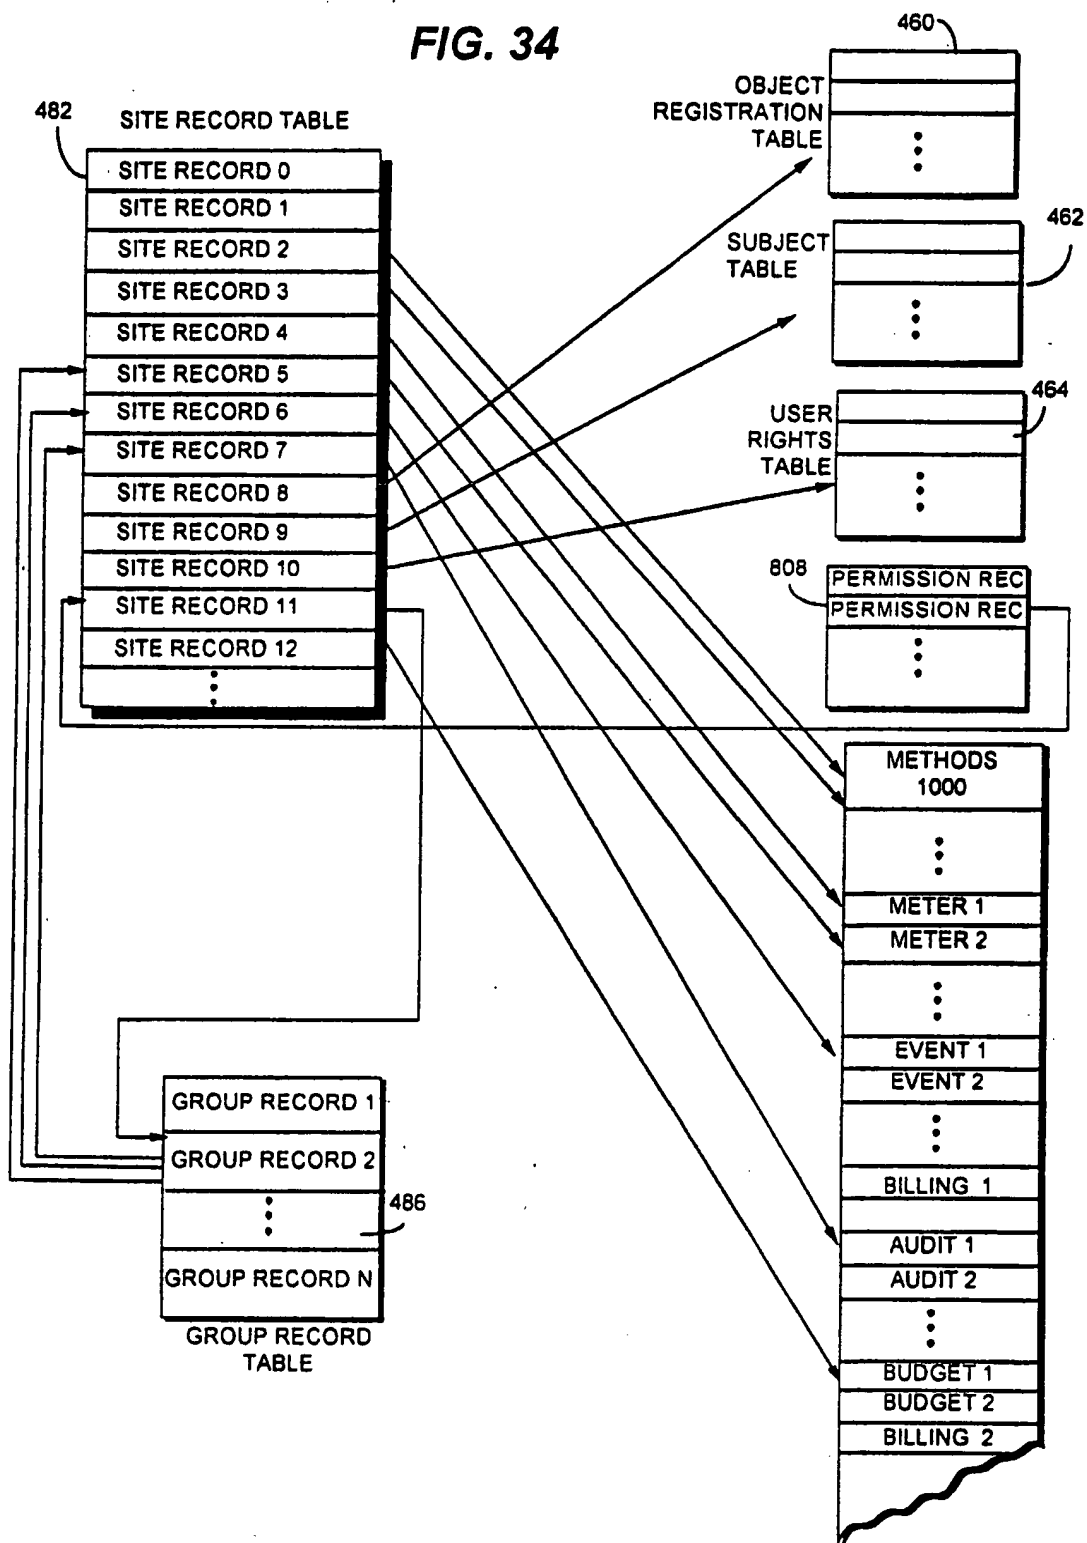 FIG. 34
460
OBJECT
REGISTRATION
TABLE
482
SITE RECORD TABLE
SITE RECORD 0
SITE RECORD 1
SITE RECORD 2
SITE RECORD 3
SITE RECORD 4
SITE RECORD 5
SITE RECORD 6
SITE RECORD 7
SITE RECORD 8
SITE RECORD 9
SITE RECORD 10
SITE RECORD 11
SITE RECORD 12
SUBJECT
TABLE
462
USER
RIGHTS
TABLE
464
808
PERMISSION REC
PERMISSION REC
METHODS
1000
METER 1
METER 2
EVENT 1
EVENT 2
BILLING 1
AUDIT 1
AUDIT 2
BUDGET 1
BUDGET 2
BILLING 2
GROUP RECORD 1
GROUP RECORD 2
486
GROUP RECORD N
GROUP RECORD
TABLE